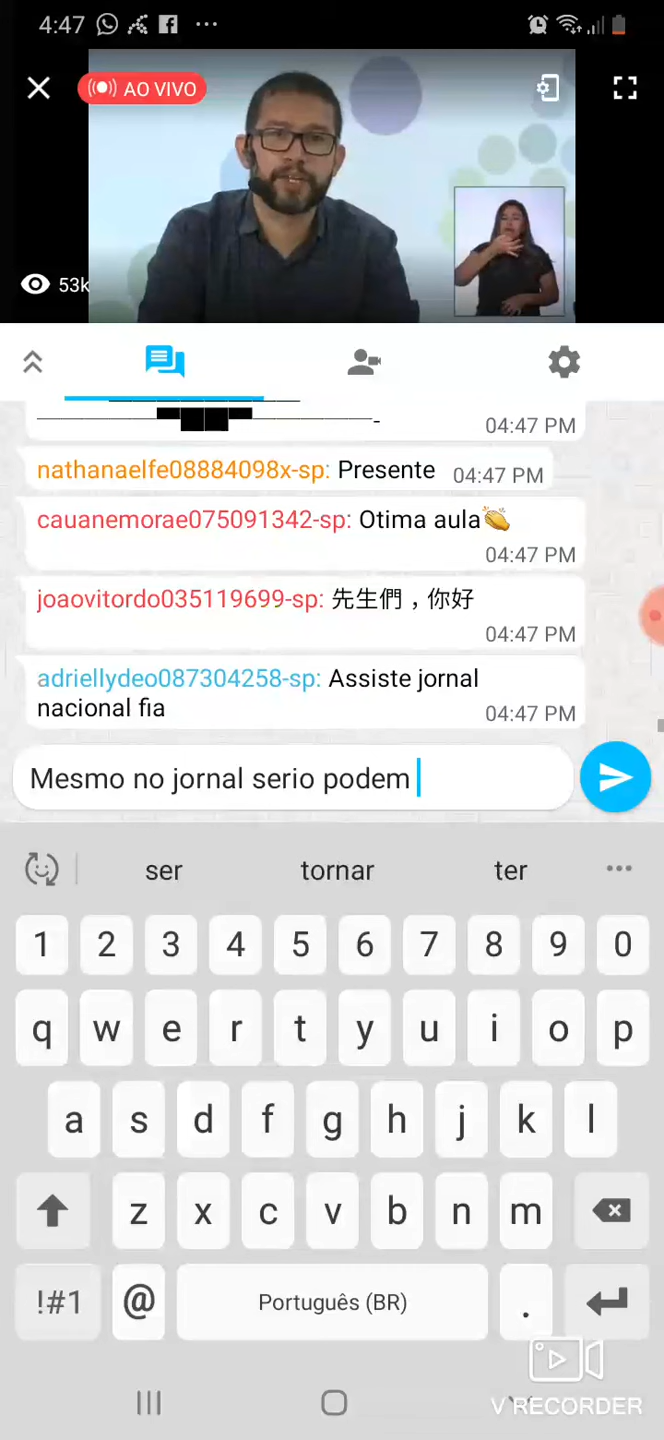 4:47
AO VIVO
53k
04:47 PM
nathanaelfe08884098x-sp: Presente
04:47 PM
cauanemorae075091342-sp: Otima aula👏
04:47 PM
joaovitordo035119699-sp: 先生們，你好
04:47 PM
adriellydeo087304258-sp: Assiste jornal
nacional fia
04:47 PM
Mesmo no jornal serio podem
ser tornar ter
1 2 3 4 5 6 7 8 9 0
q w e r t y u i o p
a s d f g h j k l
z x c v b n m
!#1 @ Português (BR) .
V RECORDER